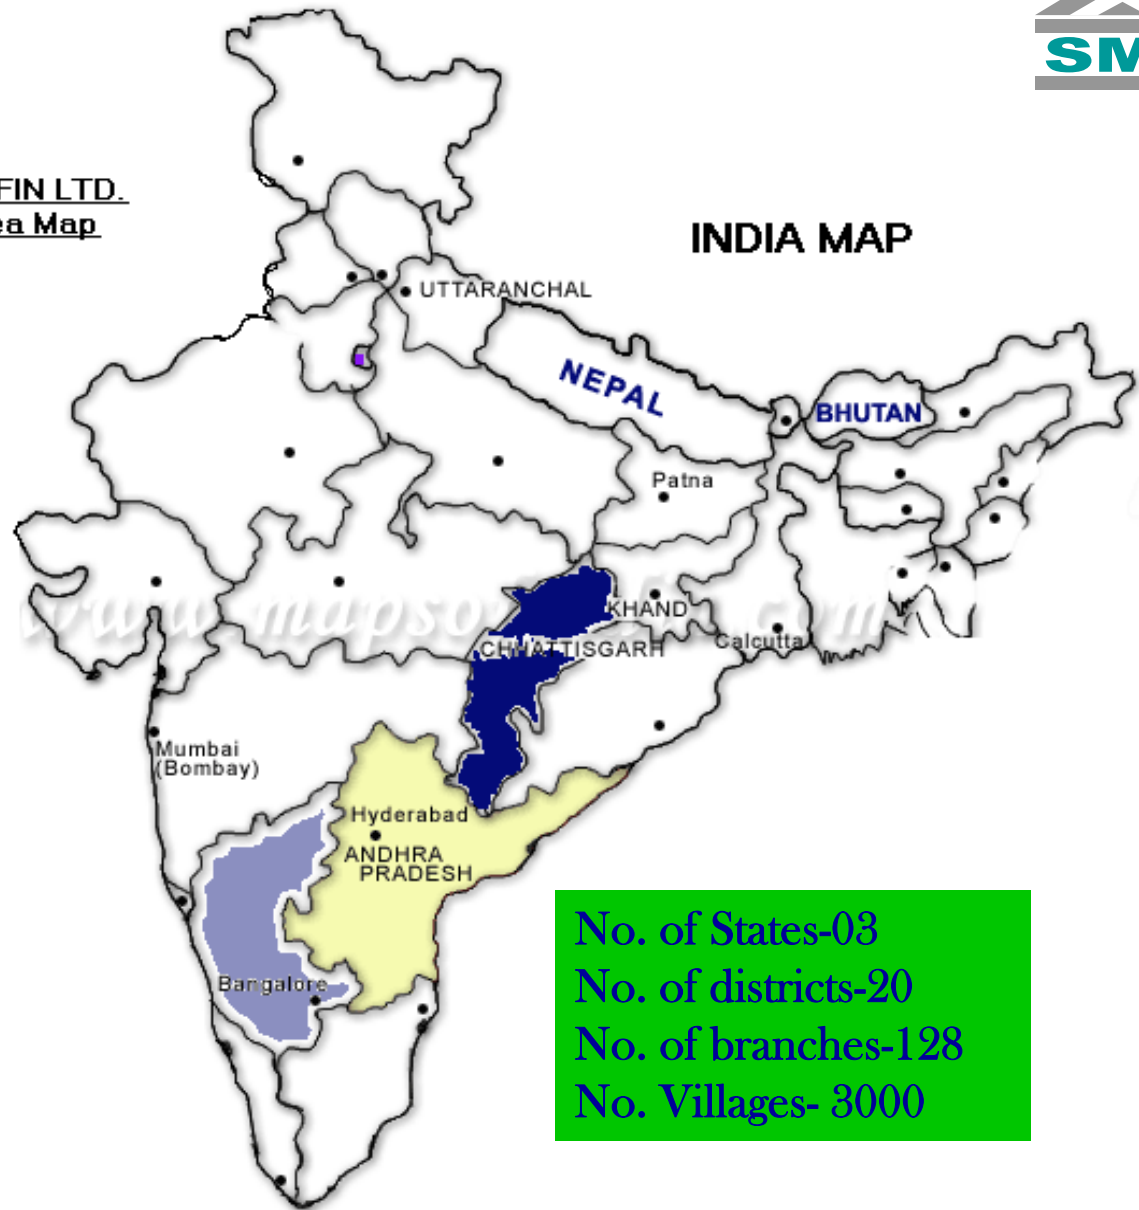 SM
FIN LTD.
ea Map
INDIA MAP
UTTARANCHAL
NEPAL
BHUTAN
Patna
KHAND
CHHATTISGARH
Calcutta
Mumbai
(Bombay)
Hyderabad
ANDHRA
PRADESH
Bangalore
No. of States-03
No. of districts-20
No. of branches-128
No. Villages- 3000